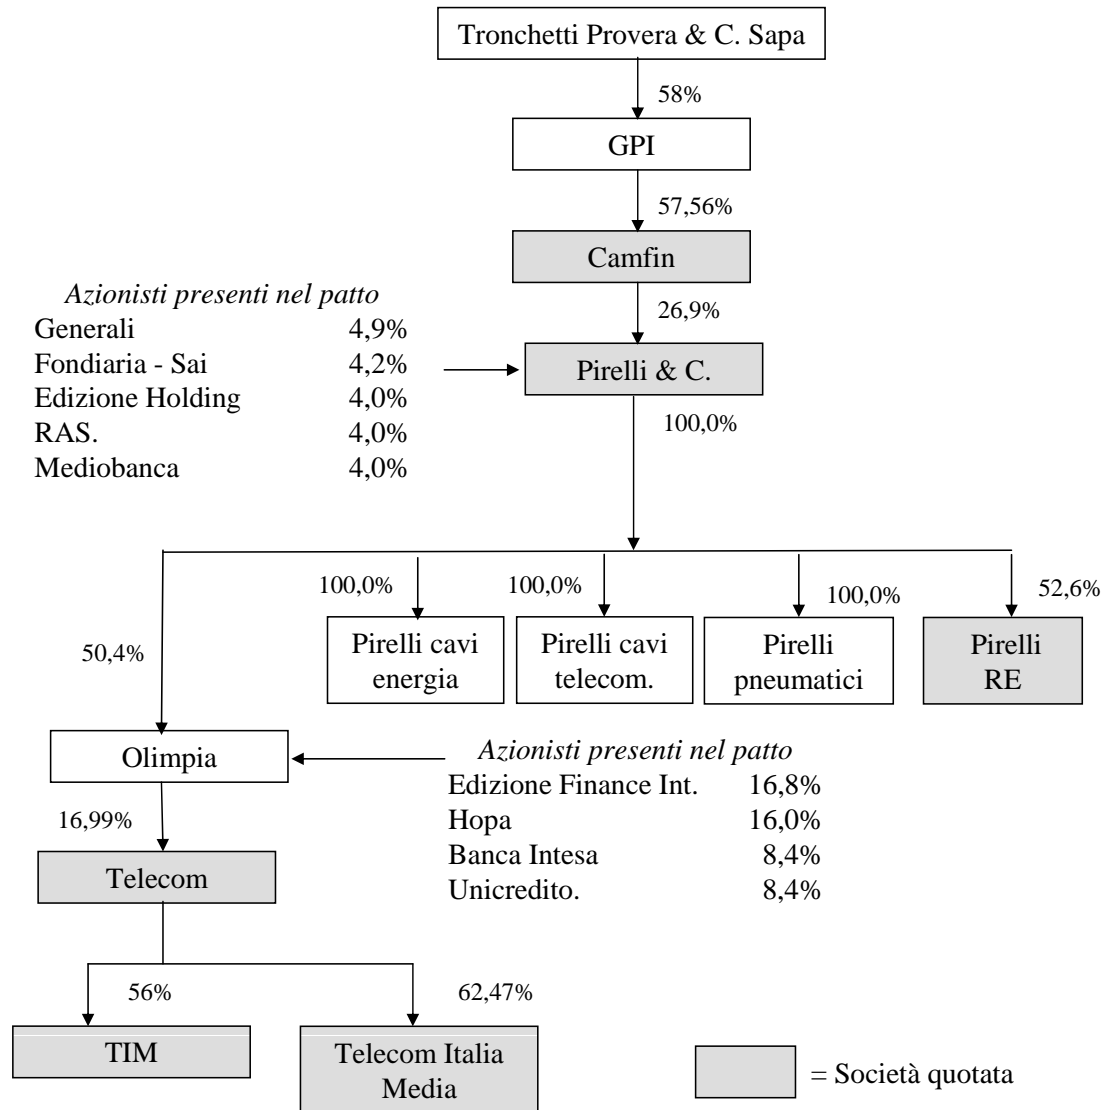 Tronchetti Provera & C. Sapa
58%
GPI
57,56%
Camfin
26,9%
Azionisti presenti nel patto
Generali 4,9%
Fondiaria - Sai 4,2%
Edizione Holding 4,0%
RAS. 4,0%
Mediobanca 4,0%
Pirelli & C.
100,0%
100,0%
100,0%
100,0%
52,6%
Pirelli cavi
energia
Pirelli cavi
telecom.
Pirelli
pneumatici
Pirelli
RE
50,4%
Olimpia
Azionisti presenti nel patto
Edizione Finance Int. 16,8%
Hopa 16,0%
Banca Intesa 8,4%
Unicredito. 8,4%
16,99%
Telecom
56%
62,47%
TIM
Telecom Italia
Media
= Società quotata